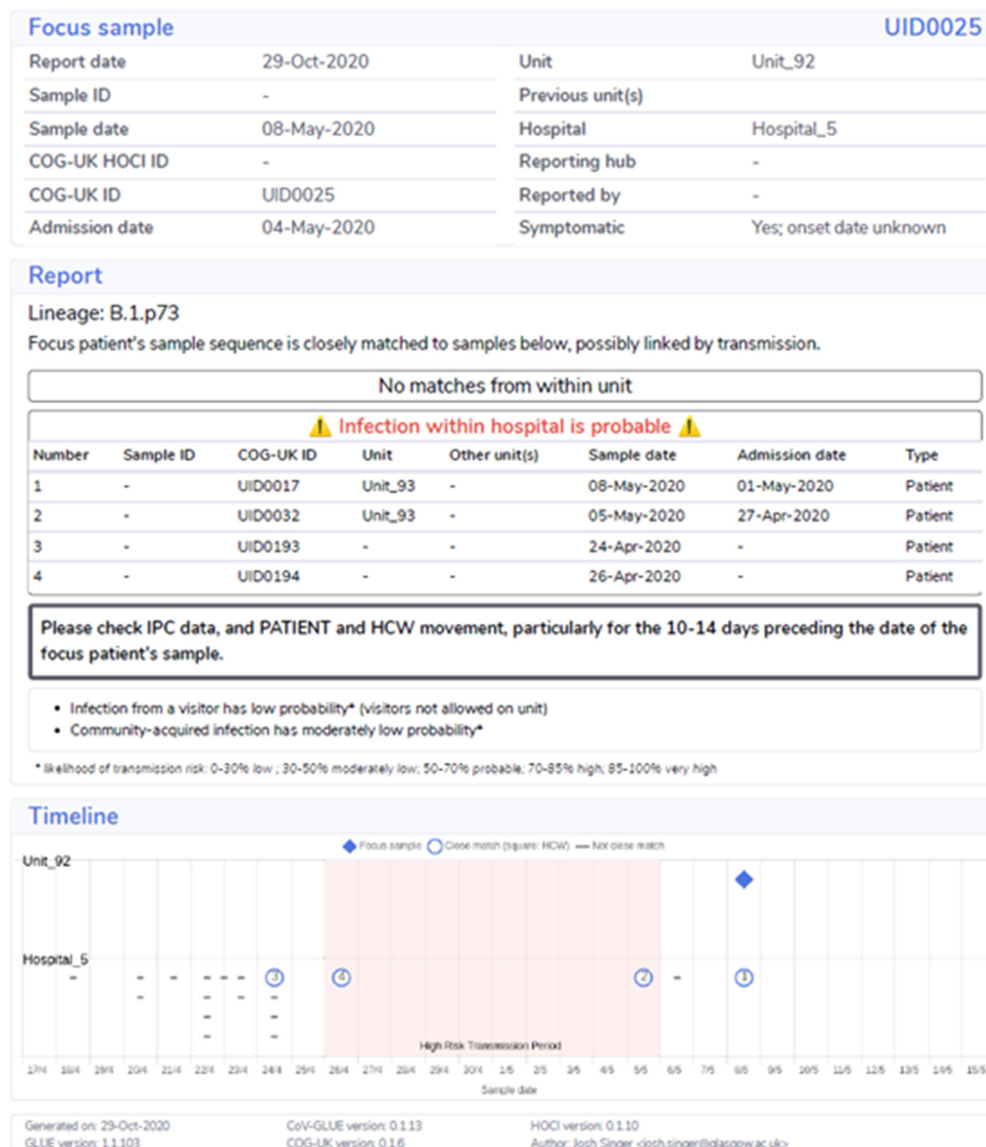 Focus sample UID0025
Report date 29-Oct-2020 Unit Unit_92
Sample ID - Previous unit(s)
Sample date 08-May-2020 Hospital Hospital_5
COG-UK HOCI ID - Reporting hub -
COG-UK ID UID0025 Reported by -
Admission date 04-May-2020 Symptomatic Yes; onset date unknown
Report
Lineage: B.1.p73
Focus patient's sample sequence is closely matched to samples below, possibly linked by transmission.
No matches from within unit
⚠ Infection within hospital is probable ⚠
Number Sample ID COG-UK ID Unit Other unit(s) Sample date Admission date Type
1 - UID0017 Unit_93 - 08-May-2020 01-May-2020 Patient
2 - UID0032 Unit_93 - 05-May-2020 27-Apr-2020 Patient
3 - UID0193 - - 24-Apr-2020 - Patient
4 - UID0194 - - 26-Apr-2020 - Patient
Please check IPC data, and PATIENT and HCW movement, particularly for the 10-14 days preceding the date of the
focus patient's sample.
• Infection from a visitor has low probability* (visitors not allowed on unit)
• Community-acquired infection has moderately low probability*
* likelihood of transmission risk: 0-30% low ; 30-50% moderately low; 50-70% probable; 70-85% high; 85-100% very high
Timeline
Focus sample Close match (square: HCW) Not close match
Unit_92
Hospital_5
3 4 2 1
High Risk Transmission Period
17/4 18/4 19/4 20/4 21/4 22/4 23/4 24/4 25/4 26/4 27/4 28/4 29/4 30/4 1/5 2/5 3/5 4/5 5/5 6/5 7/5 8/5 9/5 10/5 11/5 12/5 13/5 14/5 15/5
Sample date
Generated on: 29-Oct-2020 CoV-GLUE version: 0.1.13 HOCI version: 0.1.10
GLUE version: 1.1.103 COG-UK version: 0.1.6 Author: Josh Singer <josh.singer@glasgow.ac.uk>